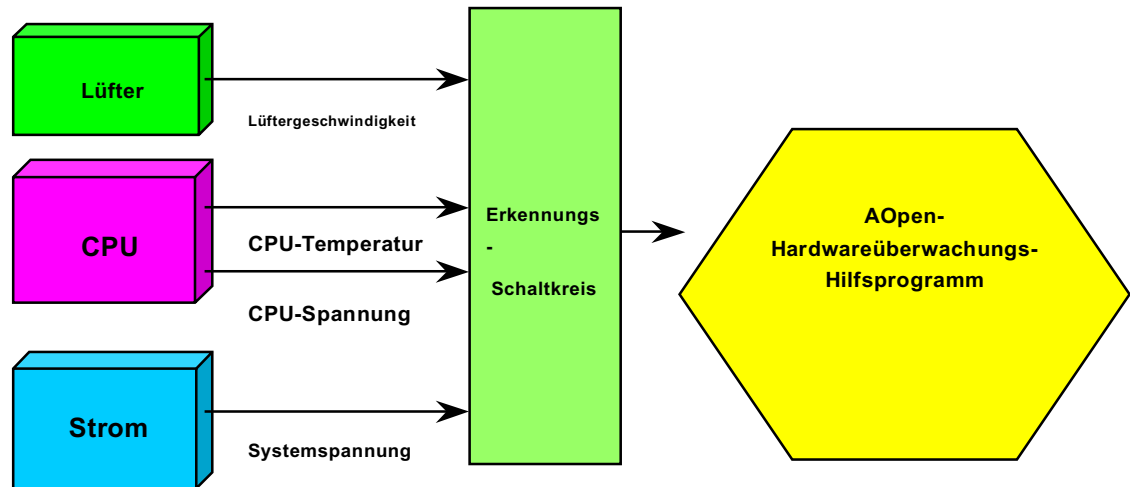 Lüfter
Lüftergeschwindigkeit
CPU
CPU-Temperatur
CPU-Spannung
Strom
Systemspannung
Erkennungs
-
Schaltkreis
AOpen-
Hardwareüberwachungs-
Hilfsprogramm